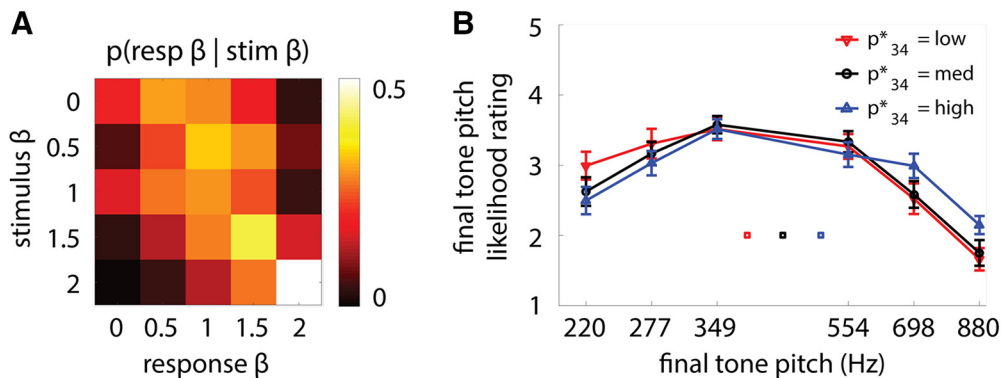 A
p(resp β | stim β)
stimulus β
0
0.5
1
1.5
2
0 0.5 1 1.5 2
response β
0.5
0
B
final tone pitch
likelihood rating
5
4
3
2
1
p*34 = low
p*34 = med
p*34 = high
220 277 349 554 698 880
final tone pitch (Hz)